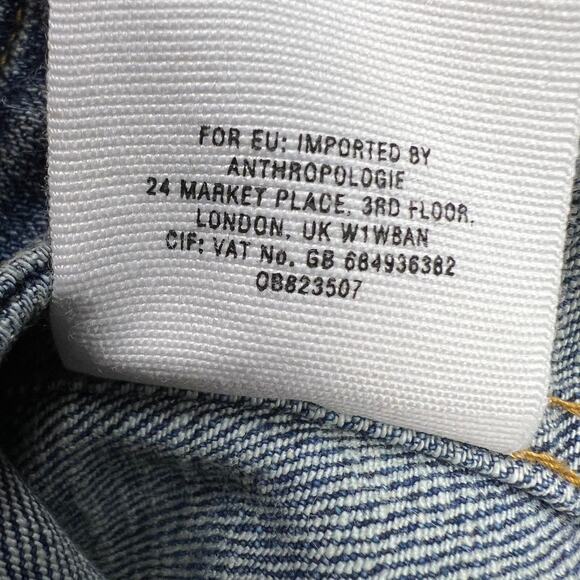 FOR EU: IMPORTED BY
ANTHROPOLOGIE
24 MARKET PLACE, 3RD FLOOR,
LONDON, UK W1W8AN
CIF: VAT No. GB 684936382
OB823507